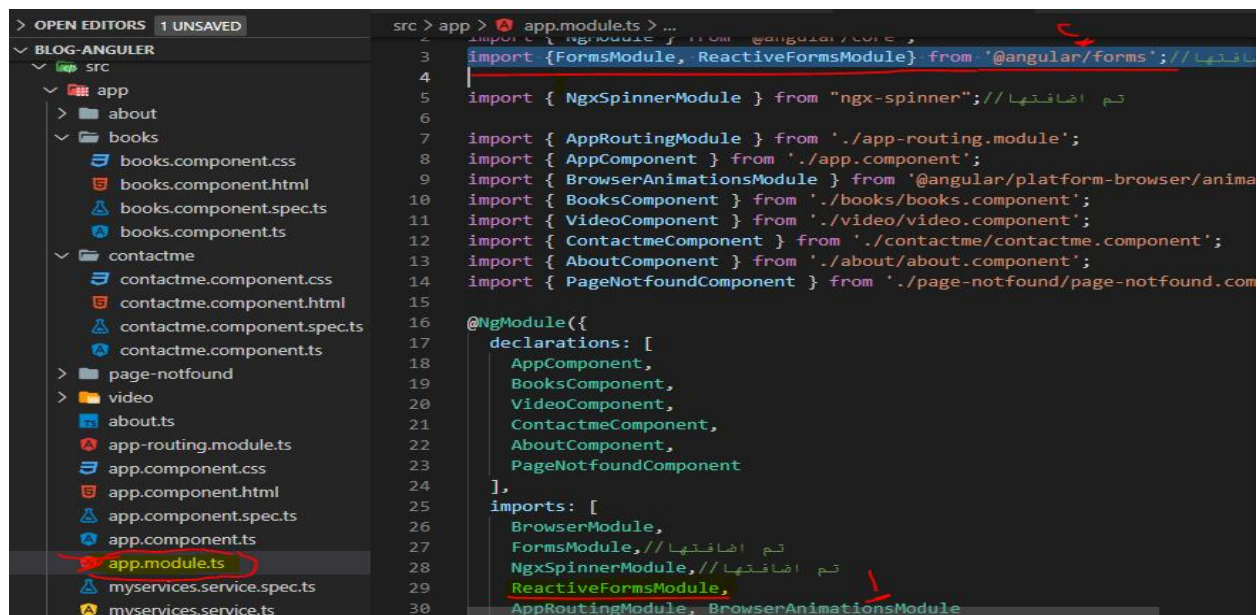 > OPEN EDITORS 1 UNSAVED
BLOG-ANGULER
src
app
about
books
books.component.css
books.component.html
books.component.spec.ts
books.component.ts
contactme
contactme.component.css
contactme.component.html
contactme.component.spec.ts
contactme.component.ts
page-notfound
video
about.ts
app-routing.module.ts
app.component.css
app.component.html
app.component.spec.ts
app.component.ts
app.module.ts
myservices.service.spec.ts
myservices.service.ts
src > app > app.module.ts > ...
2 import { NgModule } from '@angular/core';
3 import {FormsModule, ReactiveFormsModule} from '@angular/forms';//
4
5 import { NgxSpinnerModule } from "ngx-spinner";//تم اضافتها
6
7 import { AppRoutingModule } from './app-routing.module';
8 import { AppComponent } from './app.component';
9 import { BrowserAnimationsModule } from '@angular/platform-browser/anima
10 import { BooksComponent } from './books/books.component';
11 import { VideoComponent } from './video/video.component';
12 import { ContactmeComponent } from './contactme/contactme.component';
13 import { AboutComponent } from './about/about.component';
14 import { PageNotfoundComponent } from './page-notfound/page-notfound.com
15
16 @NgModule({
17 declarations: [
18 AppComponent,
19 BooksComponent,
20 VideoComponent,
21 ContactmeComponent,
22 AboutComponent,
23 PageNotfoundComponent
24 ],
25 imports: [
26 BrowserModule,
27 FormsModule,//تم اضافتها
28 NgxSpinnerModule,//تم اضافتها
29 ReactiveFormsModule,
30 AppRoutingModule, BrowserAnimationsModule